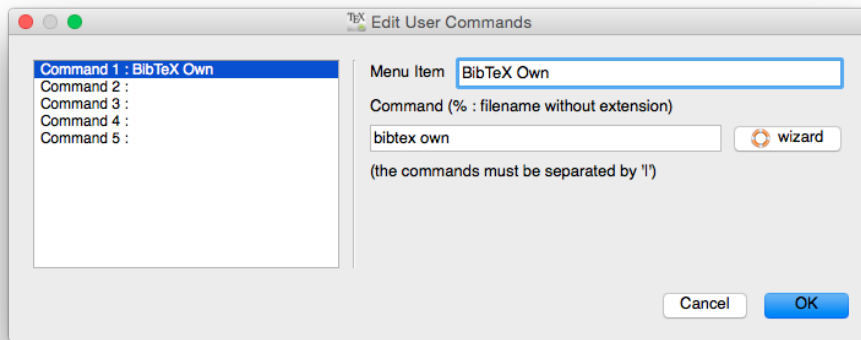 TEX Edit User Commands
Command 1 : BibTeX Own
Command 2 :
Command 3 :
Command 4 :
Command 5 :
Menu Item BibTeX Own
Command (% : filename without extension)
bibtex own wizard
(the commands must be separated by '|')
Cancel OK